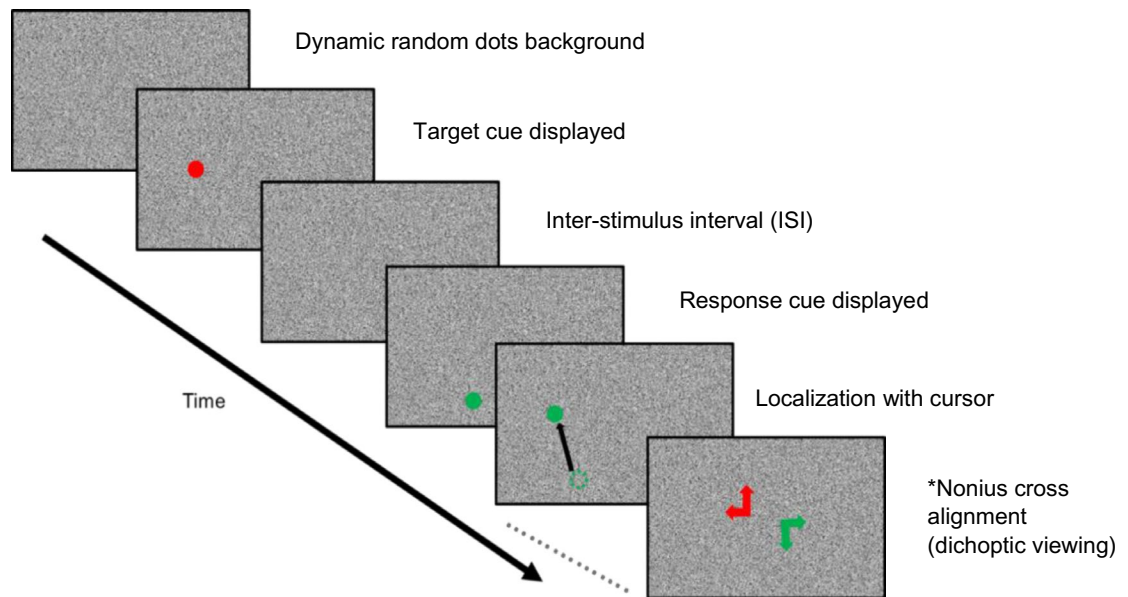 Dynamic random dots background
Target cue displayed
Inter-stimulus interval (ISI)
Response cue displayed
Time
Localization with cursor
*Nonius cross
alignment
(dichoptic viewing)